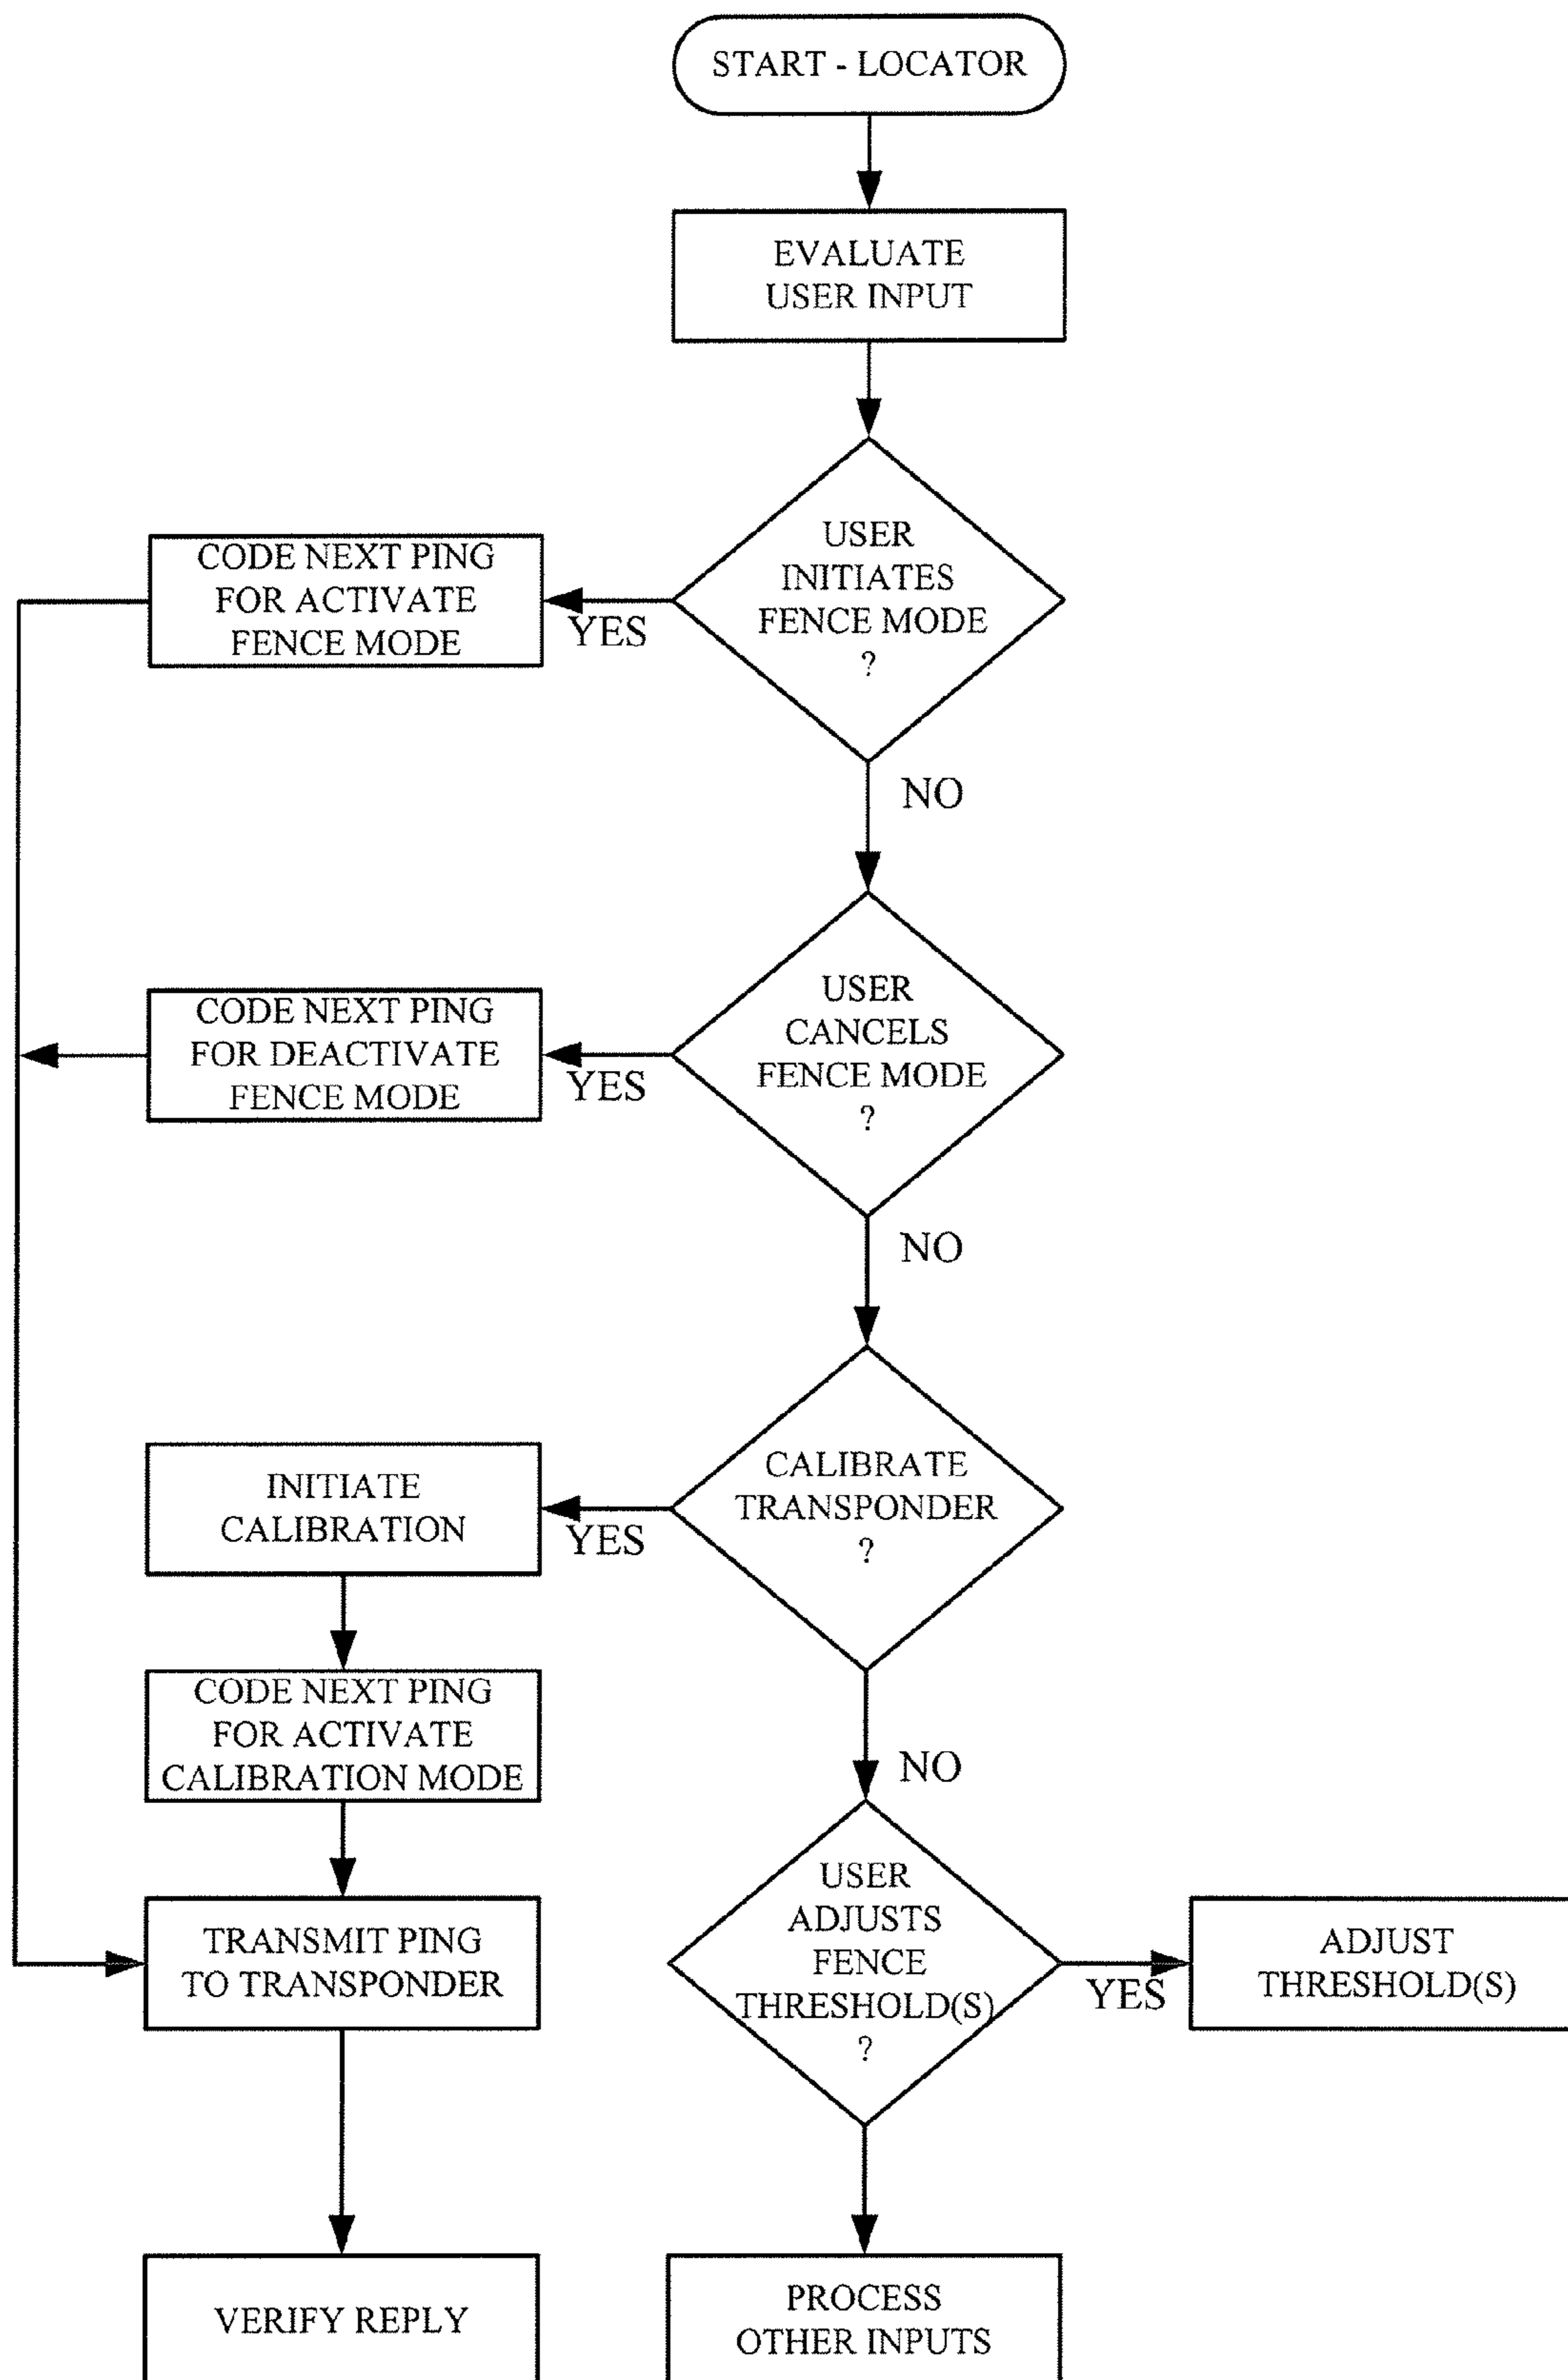 START - LOCATOR
EVALUATE
USER INPUT
USER
INITIATES
FENCE MODE
?
YES
CODE NEXT PING
FOR ACTIVATE
FENCE MODE
NO
USER
CANCELS
FENCE MODE
?
YES
CODE NEXT PING
FOR DEACTIVATE
FENCE MODE
NO
CALIBRATE
TRANSPONDER
?
YES
INITIATE
CALIBRATION
CODE NEXT PING
FOR ACTIVATE
CALIBRATION MODE
NO
TRANSMIT PING
TO TRANSPONDER
USER
ADJUSTS
FENCE
THRESHOLD(S)
?
YES
ADJUST
THRESHOLD(S)
VERIFY REPLY
PROCESS
OTHER INPUTS